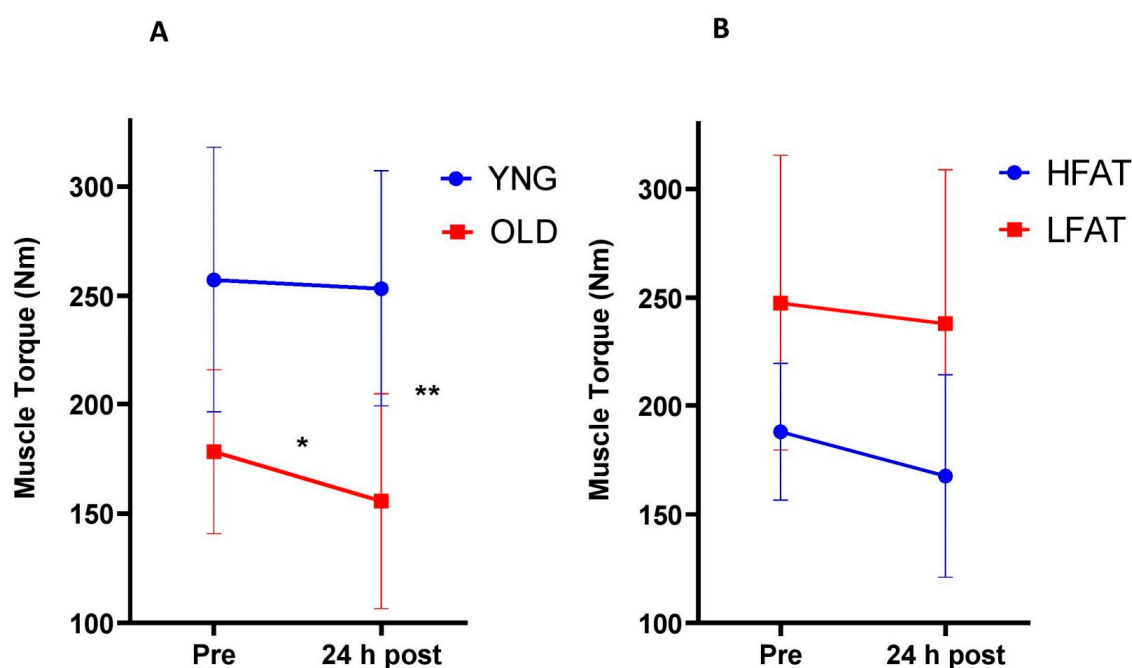 A
Muscle Torque (Nm)
300
250
200
150
100
Pre
24 h post
YNG
OLD
*
**
B
Muscle Torque (Nm)
300
250
200
150
100
Pre
24 h post
HFAT
LFAT